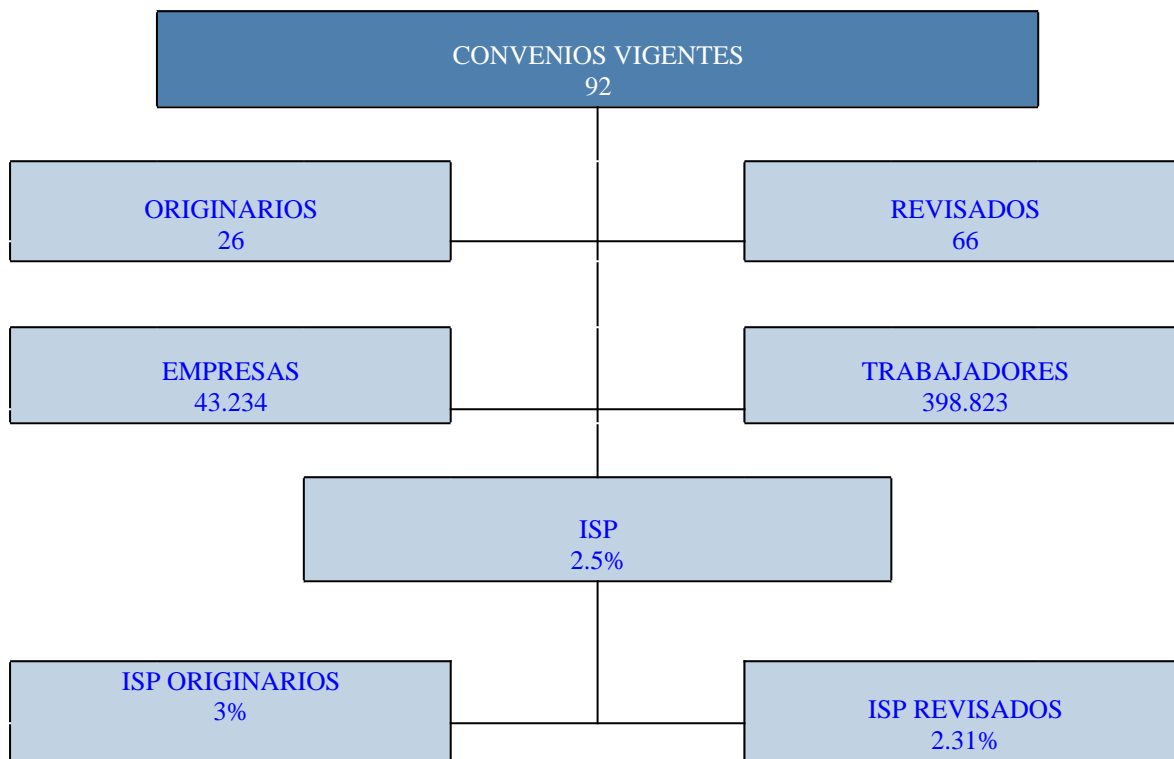 CONVENIOS VIGENTES
92
ORIGINARIOS
26
REVISADOS
66
EMPRESAS
43.234
TRABAJADORES
398.823
ISP
2.5%
ISP ORIGINARIOS
3%
ISP REVISADOS
2.31%